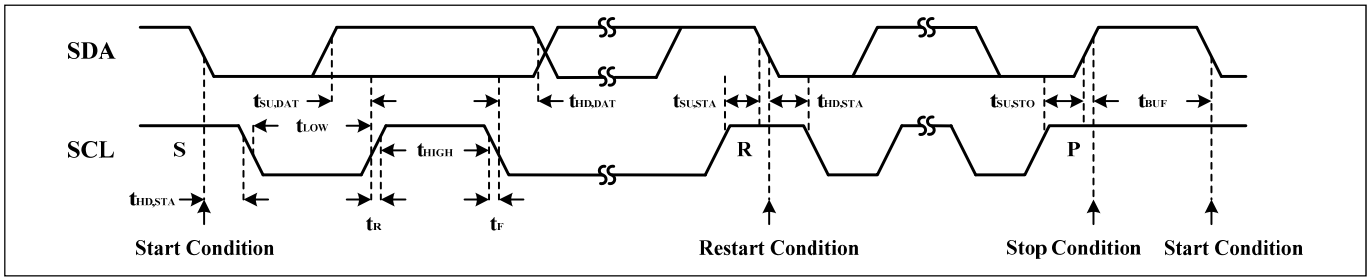 SDA
tSU,DAT
tHD,DAT
tSU,STA
tHD,STA
tSU,STO
tBUF
tLOW
SCL
S
tHIGH
R
P
tHD,STA
tR
tF
Start Condition
Restart Condition
Stop Condition
Start Condition